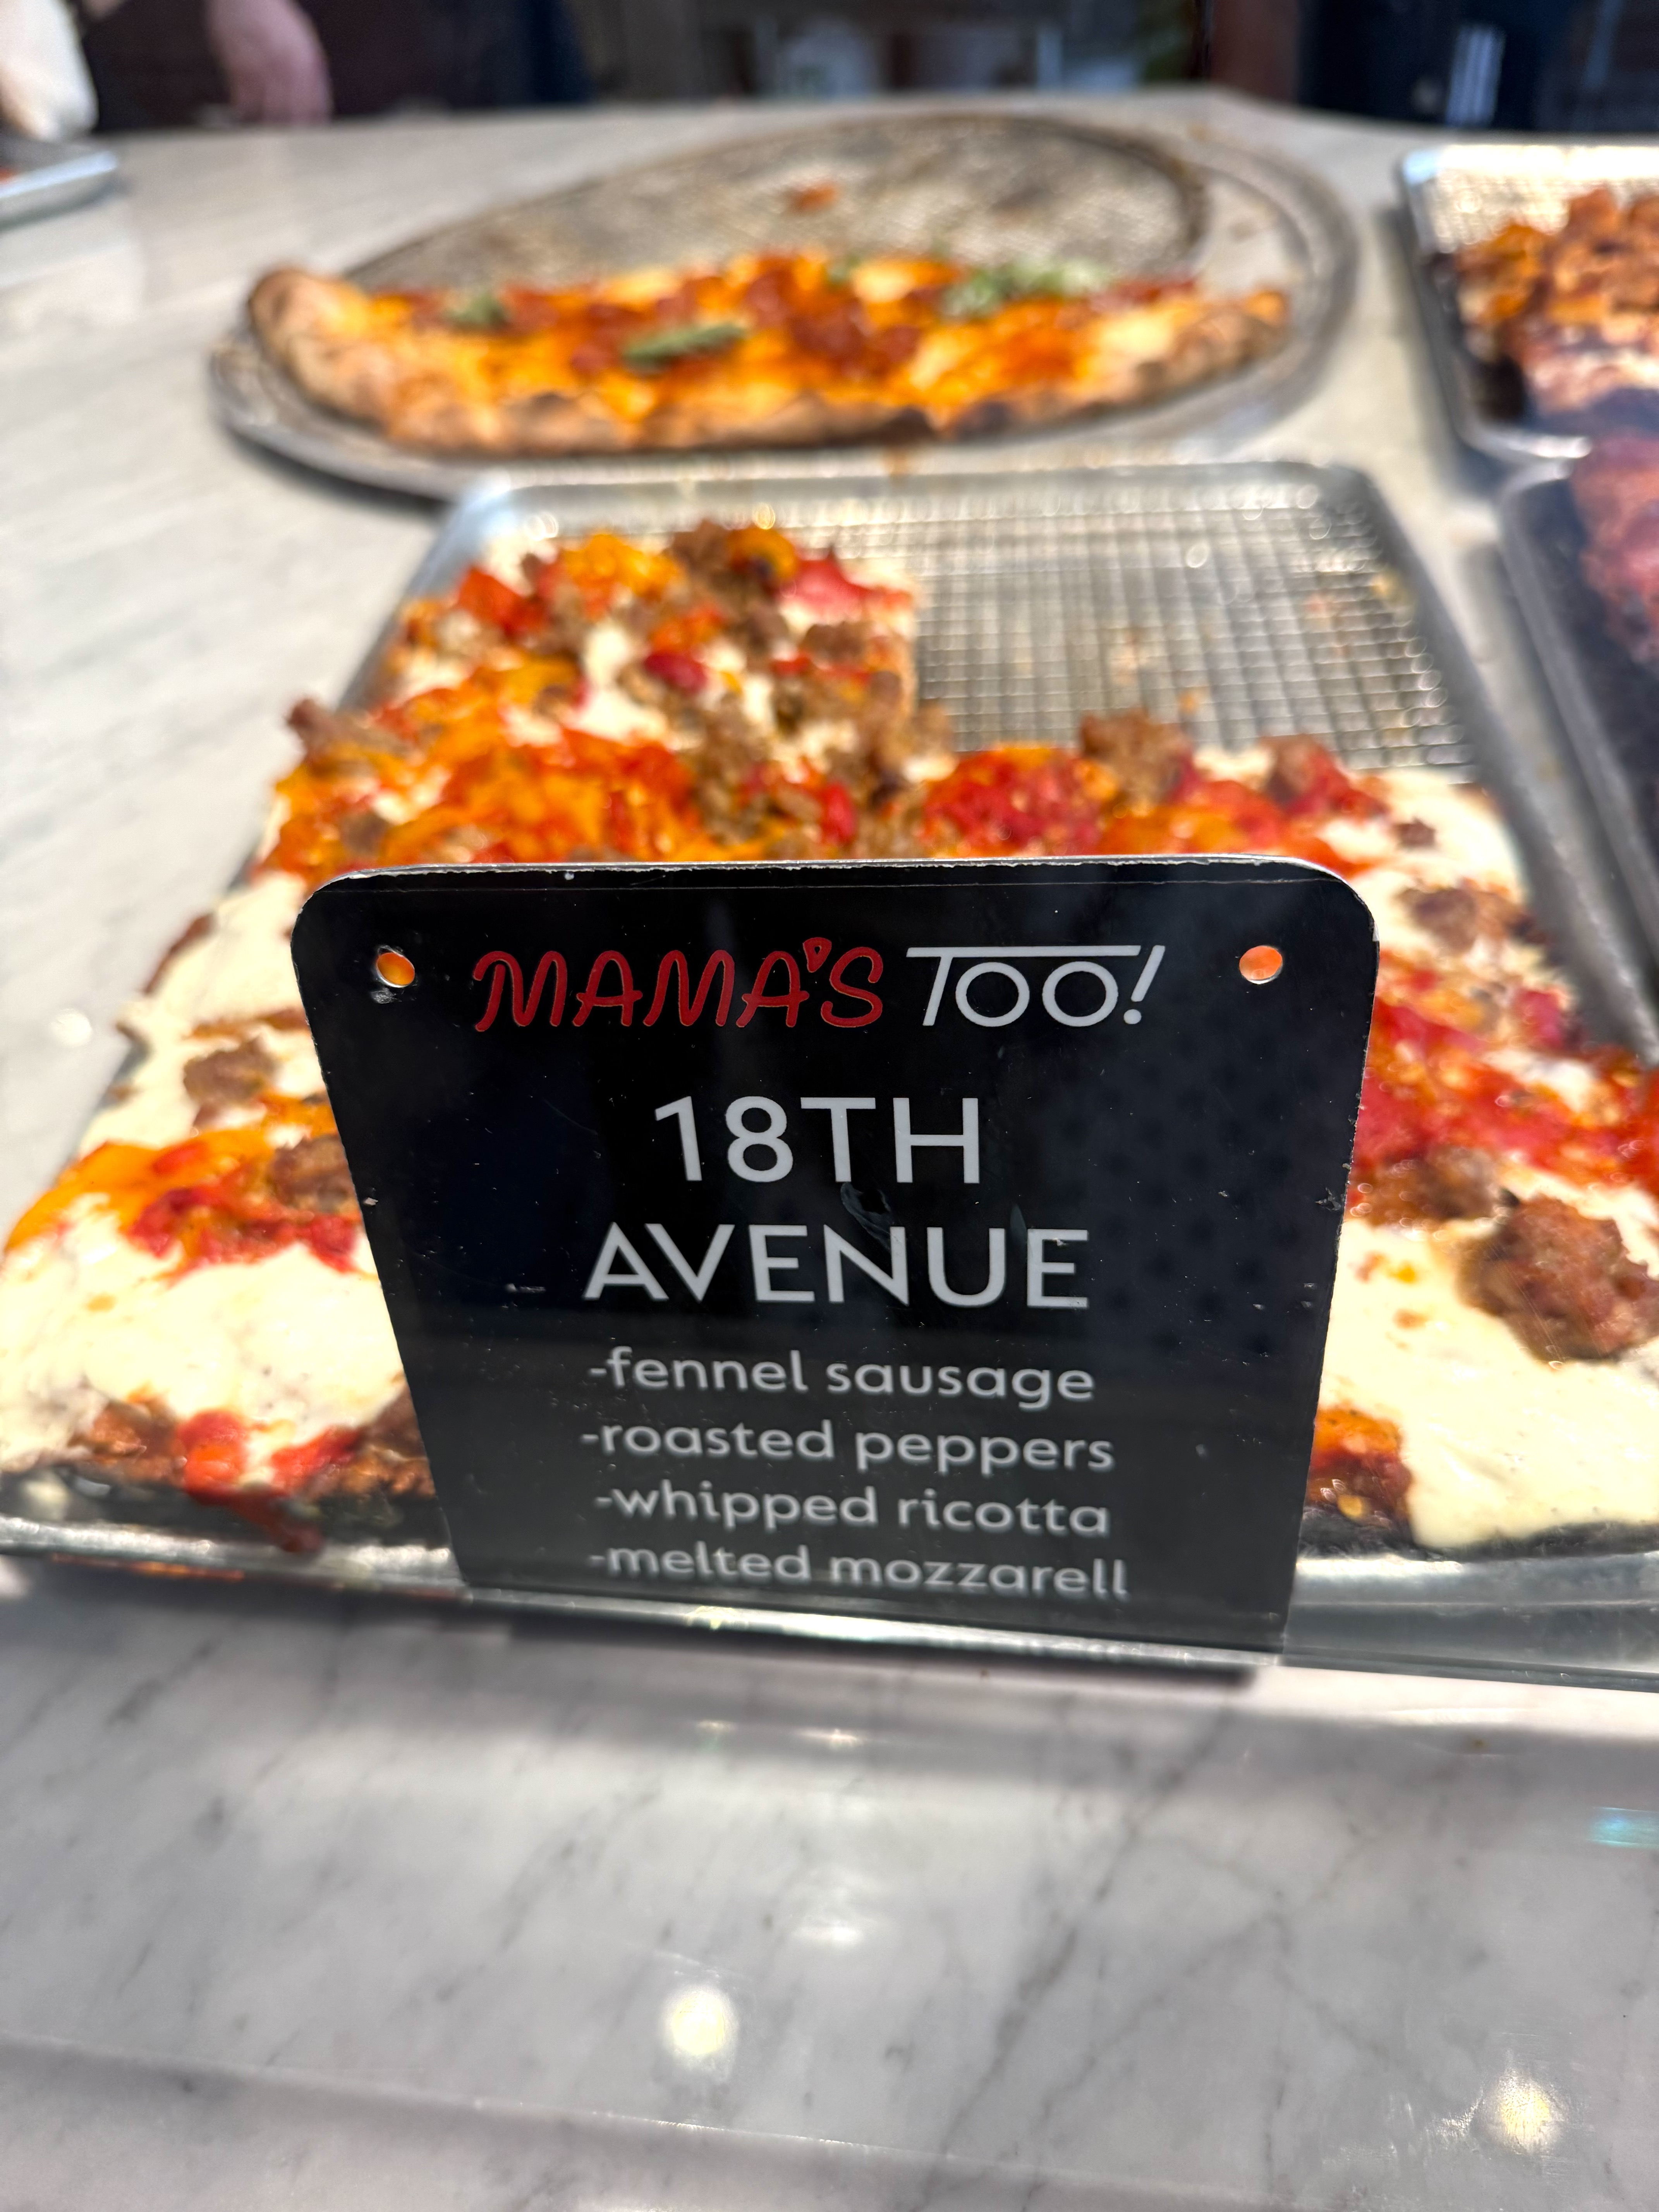 MAMA'S TOO!
18TH
AVENUE
-fennel sausage
-roasted peppers
-whipped ricotta
-melted mozzarell